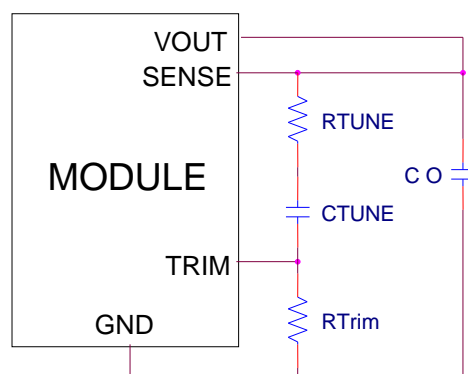 VOUT
SENSE
RTUNE
MODULE
C O
CTUNE
TRIM
GND
RTrim